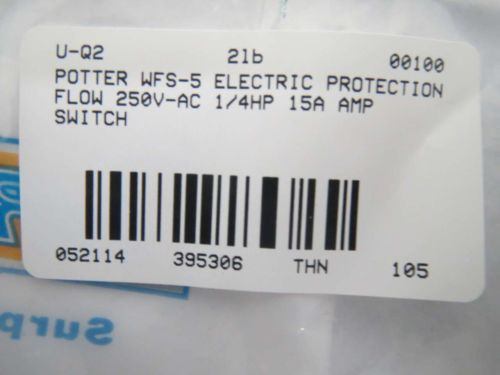 U-Q2 21b 00100
POTTER WFS-5 ELECTRIC PROTECTION
FLOW 250V-AC 1/4HP 15A AMP
SWITCH
052114 395306 THN 105
Surp